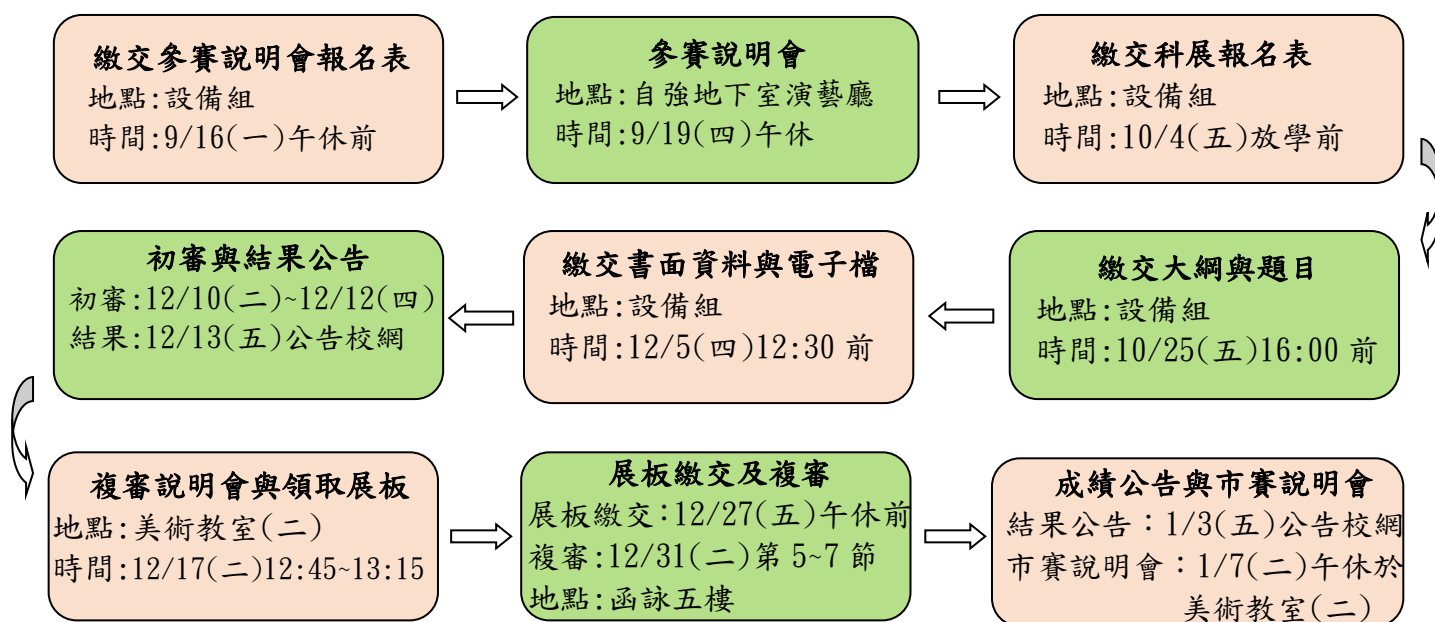 繳交參賽說明會報名表
地點:設備組
時間:9/16(一)午休前
參賽說明會
地點:自強地下室演藝廳
時間:9/19(四)午休
繳交科展報名表
地點:設備組
時間:10/4(五)放學前
繳交大綱與題目
地點:設備組
時間:10/25(五)16:00 前
繳交書面資料與電子檔
地點:設備組
時間:12/5(四)12:30 前
初審與結果公告
初審:12/10(二)~12/12(四)
結果:12/13(五)公告校網
複審說明會與領取展板
地點:美術教室(二)
時間:12/17(二)12:45~13:15
展板繳交及複審
展板繳交:12/27(五)午休前
複審:12/31(二)第 5~7 節
地點:函詠五樓
成績公告與市賽說明會
結果公告：1/3(五)公告校網
市賽說明會：1/7(二)午休於
美術教室(二)